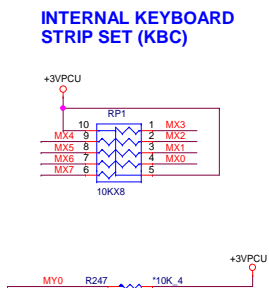 INTERNAL KEYBOARD
STRIP SET (KBC)
+3VPCU
RP1
10 1 MX3
MX4 9 2 MX2
MX5 8 3 MX1
MX6 7 4 MX0
MX7 6 5
10KX8
+3VPCU
MY0 R247 *10K_4